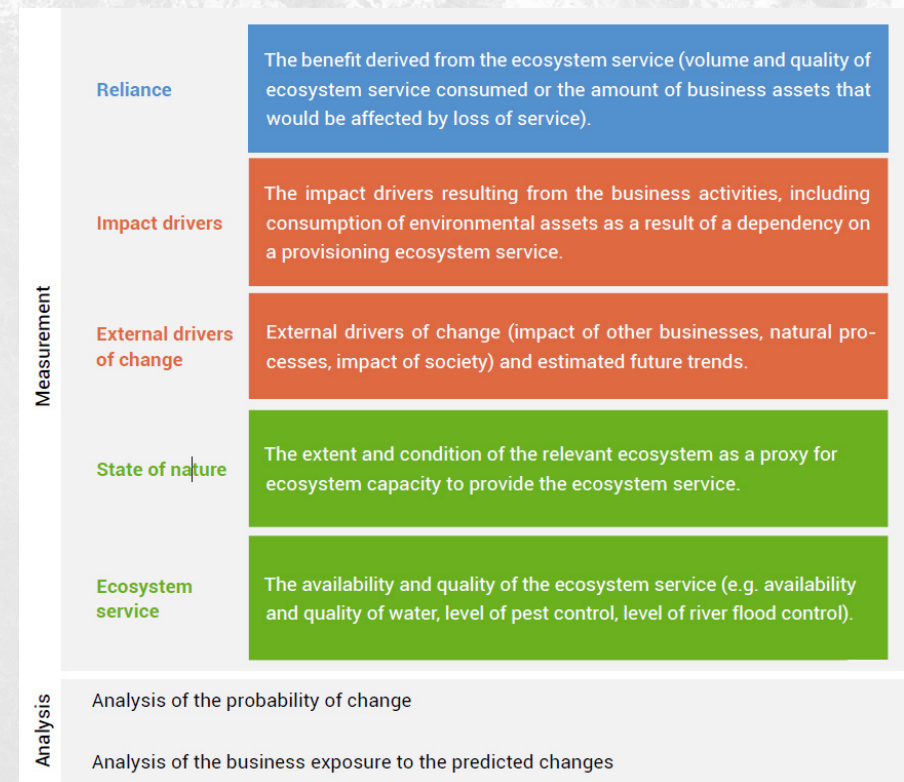 Measurement
Reliance
The benefit derived from the ecosystem service (volume and quality of
ecosystem service consumed or the amount of business assets that
would be affected by loss of service).
Impact drivers
The impact drivers resulting from the business activities, including
consumption of environmental assets as a result of a dependency on
a provisioning ecosystem service.
External drivers
of change
External drivers of change (impact of other businesses, natural pro-
cesses, impact of society) and estimated future trends.
State of nature
The extent and condition of the relevant ecosystem as a proxy for
ecosystem capacity to provide the ecosystem service.
Ecosystem
service
The availability and quality of the ecosystem service (e.g. availability
and quality of water, level of pest control, level of river flood control).
Analysis
Analysis of the probability of change
Analysis of the business exposure to the predicted changes